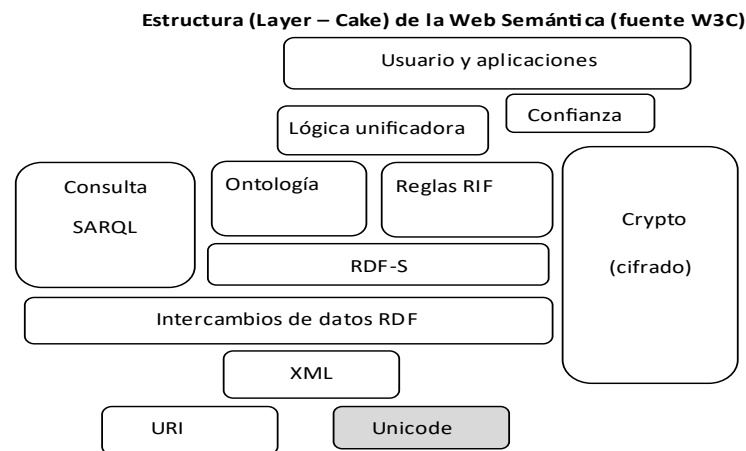 Estructura (Layer – Cake) de la Web Semántica (fuente W3C)
Usuario y aplicaciones
Confianza
Lógica unificadora
Consulta
SARQL
Ontología
Reglas RIF
Crypto
(cifrado)
RDF-S
Intercambios de datos RDF
XML
URI
Unicode